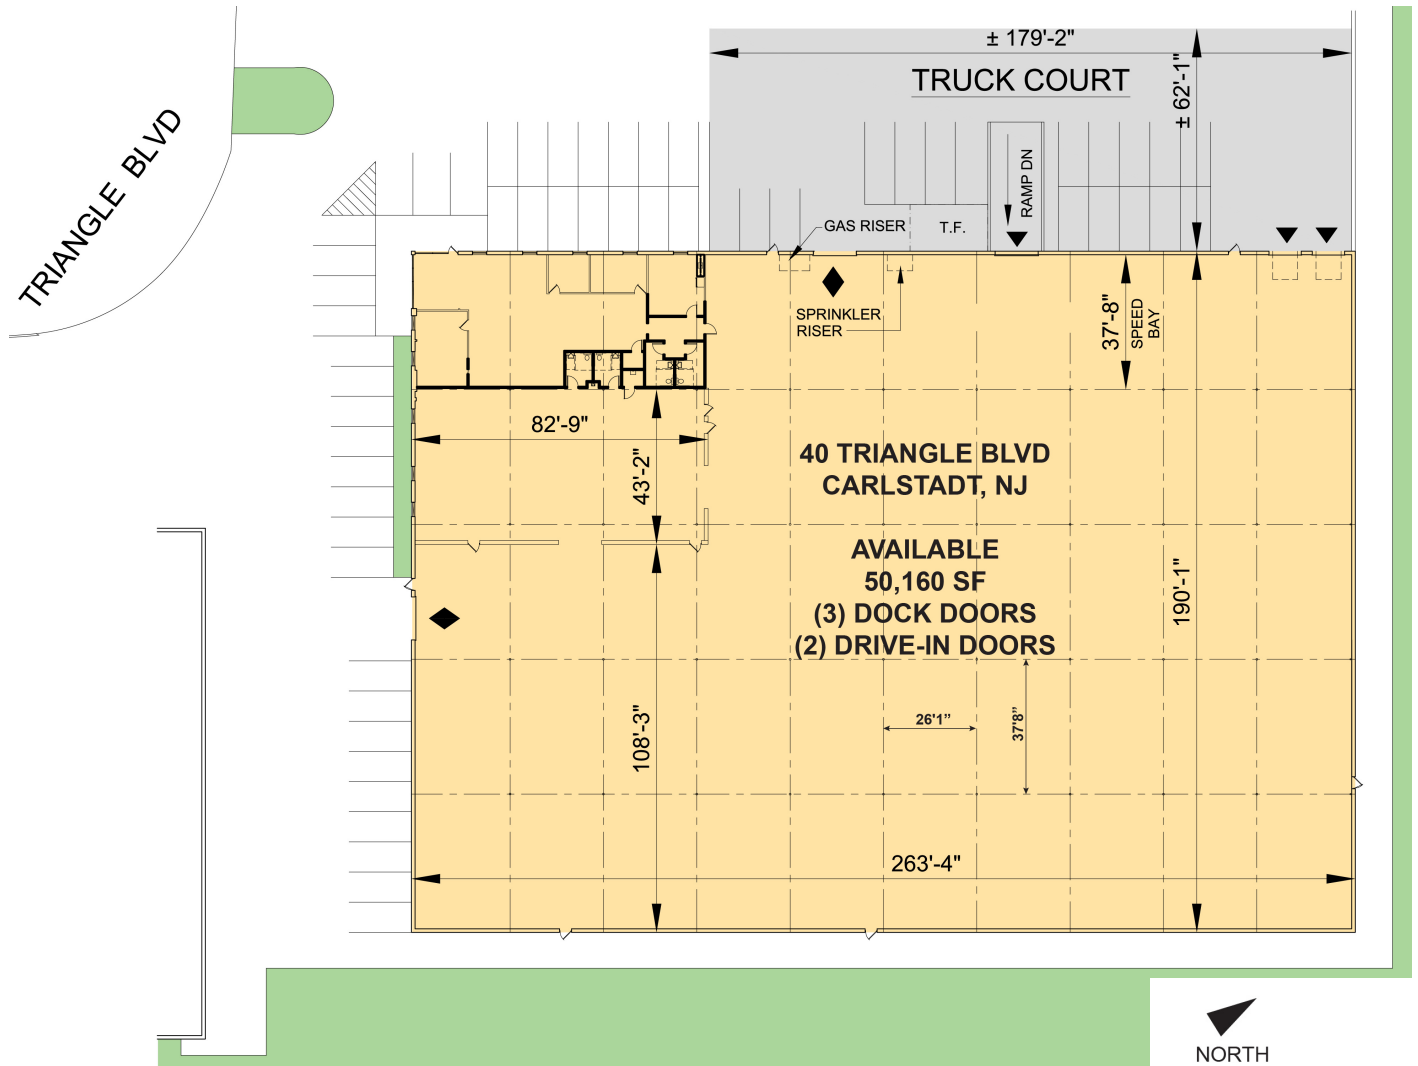 ± 179'-2"
TRUCK COURT
± 62'-1"
TRIANGLE BLVD
RAMP DN
GAS RISER
T.F.
SPRINKLER
RISER
37'-8"
SPEED
BAY
82'-9"
43'-2"
40 TRIANGLE BLVD
CARLSTADT, NJ
AVAILABLE
50,160 SF
(3) DOCK DOORS
(2) DRIVE-IN DOORS
190'-1"
108'-3"
26'1”
37'8”
263'-4"
NORTH